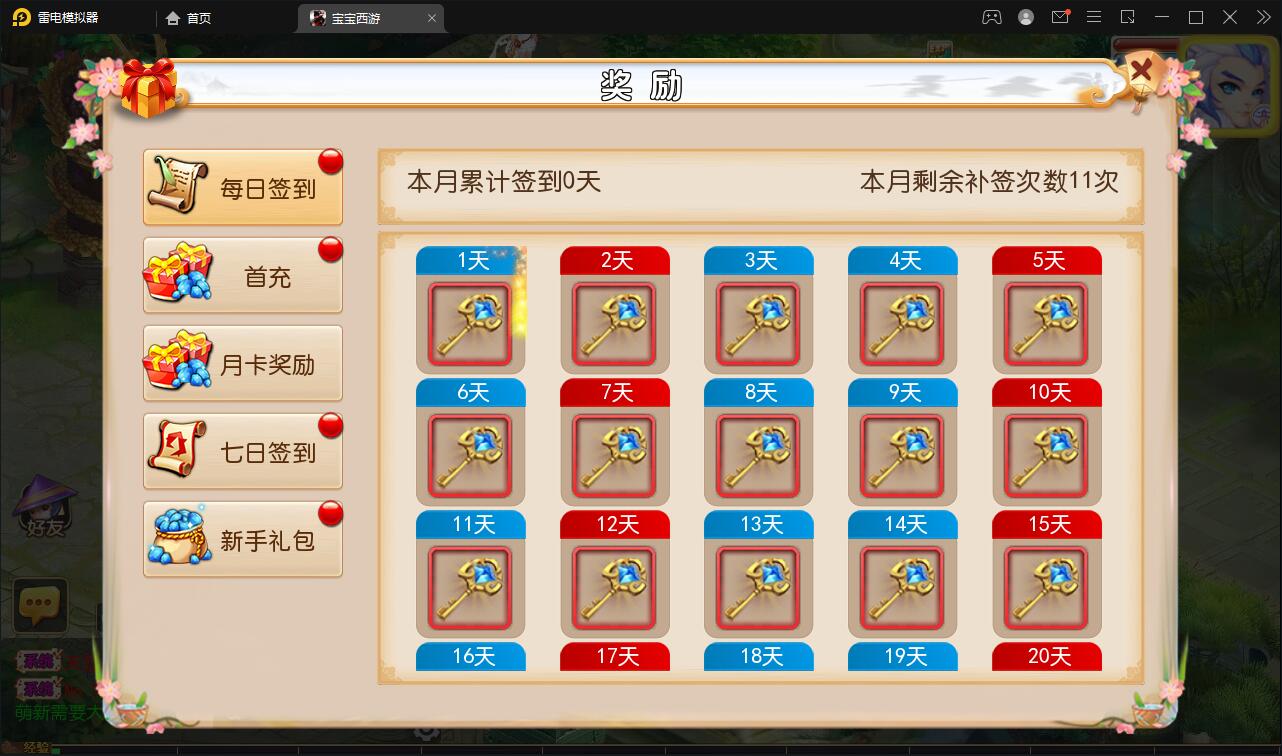 雷电模拟器
首页
宝宝西游
奖 励
每日签到
首充
月卡奖励
七日签到
新手礼包
本月累计签到0天
本月剩余补签次数11次
1天
2天
3天
4天
5天
6天
7天
8天
9天
10天
11天
12天
13天
14天
15天
16天
17天
18天
19天
20天
好友
系统
系统
萌新需要大
经验